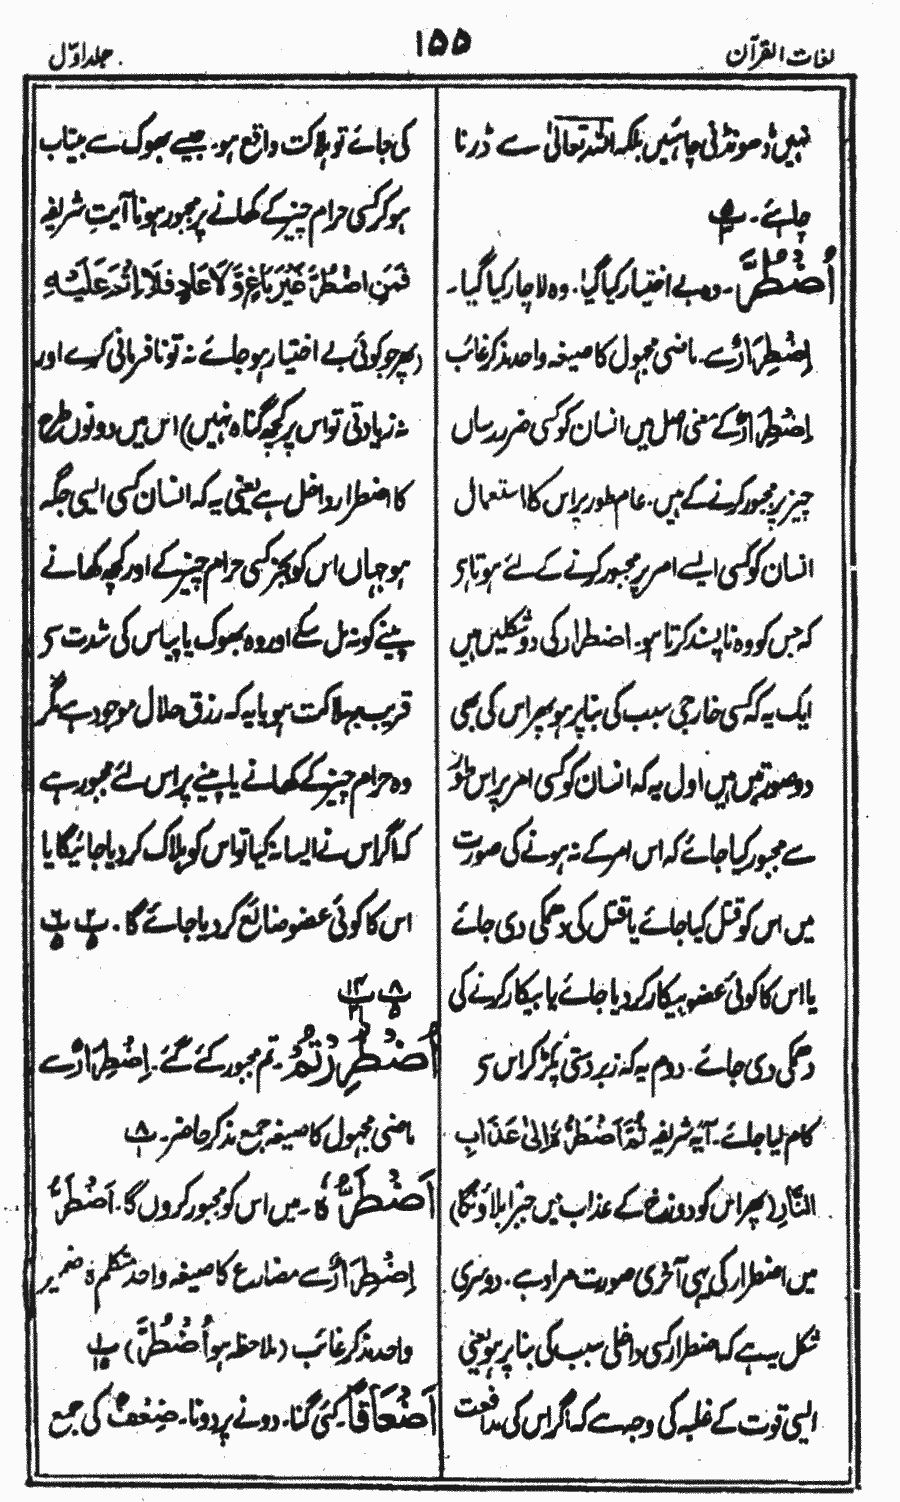 لغات القرآن
۱۵۵
جلد اوّل
نہیں ڈھونڈنی چاہئیں بلکہ اللہ تعالیٰ سے ڈرنا
چاہئے۔
اُضْطُرَّ۔ وہ بے اختیار کیا گیا، وہ لاچار کیا گیا۔
اِضْطِرَارٌ سے۔ ماضی مجہول کا صیغہ واحد مذکر غائب
اِضْطِرَارٌ کے معنی اصل میں انسان کو کسی ضرر رساں
چیز پر مجبور کرنے کے ہیں۔ عام طور پر اس کا استعمال
انسان کو کسی ایسے امر پر مجبور کرنے کے لئے ہوتا ہے
کہ جس کو وہ ناپسند کرتا ہو۔ اضطرار کی دو شکلیں ہیں
ایک یہ کہ کسی خارجی سبب کی بنا پر ہو پھر اس کی بھی
دو صورتیں ہیں اول یہ کہ انسان کو کسی امر پر اس طور
سے مجبور کیا جائے کہ اس امر کے نہ ہونے کی صورت
میں اس کو قتل کیا جائے یا قتل کی دھمکی دی جائے
یا اس کا کوئی عضو بیکار کر دیا جائے یا بیکار کرنے کی
دھمکی دی جائے۔ دوم یہ کہ زبردستی پکڑ کر اس سے
کام لیا جائے۔ آیہ شریفہ ثُمَّ اَضْطَرُّهٗ اِلیٰ عَذَابِ
النَّارِ (پھر اس کو دوزخ کے عذاب میں جبراً بلاؤنگا)
میں اضطرار کی یہی آخری صورت مراد ہے۔ دوسری
شکل یہ ہے کہ اضطرار کسی داخلی سبب کی بنا پر ہو یعنی
ایسی قوت کے غلبہ کی وجہ سے کہ اگر اس کی مدافعت
کی جائے تو ہلاکت واقع ہو۔ جیسے بھوک سے بیتاب
ہو کر کسی حرام چیز کے کھانے پر مجبور ہونا آیتِ شریفہ
فَمَنِ اضْطُرَّ غَيْرَ بَاغٍ وَّلَا عَادٍ فَلَا اِثْمَ عَلَيْهِ
(پھر جو کوئی بے اختیار ہو جائے نہ تو نافرمانی کرے اور
نہ زیادتی تو اس پر کچھ گناہ نہیں) اس میں دونوں طرح
کا اضطرار داخل ہے یعنی یہ کہ انسان کسی ایسی جگہ
ہو جہاں اس کو بجز کسی حرام چیز کے اور کچھ کھانے
پینے کو نہ مل سکے اور وہ بھوک یا پیاس کی شدت سے
قریب بہلاکت ہو یا یہ کہ رزق حلال موجود ہے مگر
وہ حرام چیز کے کھانے یا پینے پر اس لئے مجبور ہے
کہ اگر اس نے ایسا نہ کیا تو اس کو ہلاک کر دیا جائیگا یا
اس کا کوئی عضو ضائع کر دیا جائے گا۔
اُضْطُرِرْتُمْ۔ تم مجبور کئے گئے۔ اِضْطِرَارٌ سے
ماضی مجہول کا صیغہ جمع مذکر حاضر۔
اَضْطَرُّهٗ۔ میں اس کو مجبور کروں گا۔ اَضْطَرُّ
اِضْطِرَارٌ سے مضارع کا صیغہ واحد متکلم ہٗ ضمیر
واحد مذکر غائب (ملاحظہ ہو اُضْطُرَّ)
اَضْعَافاً۔ کئی گنا۔ دونے پر دونا۔ ضِعْفٌ کی جمع